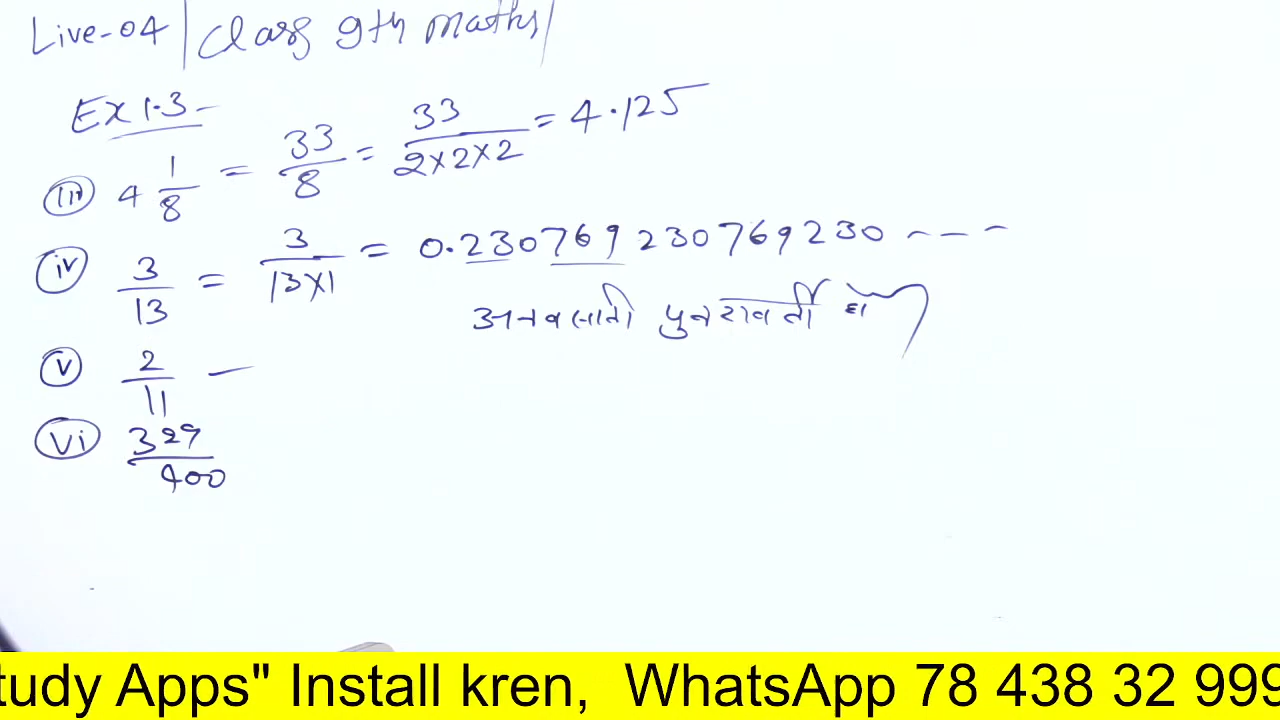 Live-04 | Class 9th maths |
Ex 1.3 -
(iii) 4 1/8 = 33/8 = 33/2×2×2 = 4.125
(iv) 3/13 = 3/13×1 = 0.230769230769230 ---
अनवसानी पुनरावर्ती
(v) 2/11 -
(vi) 329/400
tudy Apps" Install kren, WhatsApp 78 438 32 999